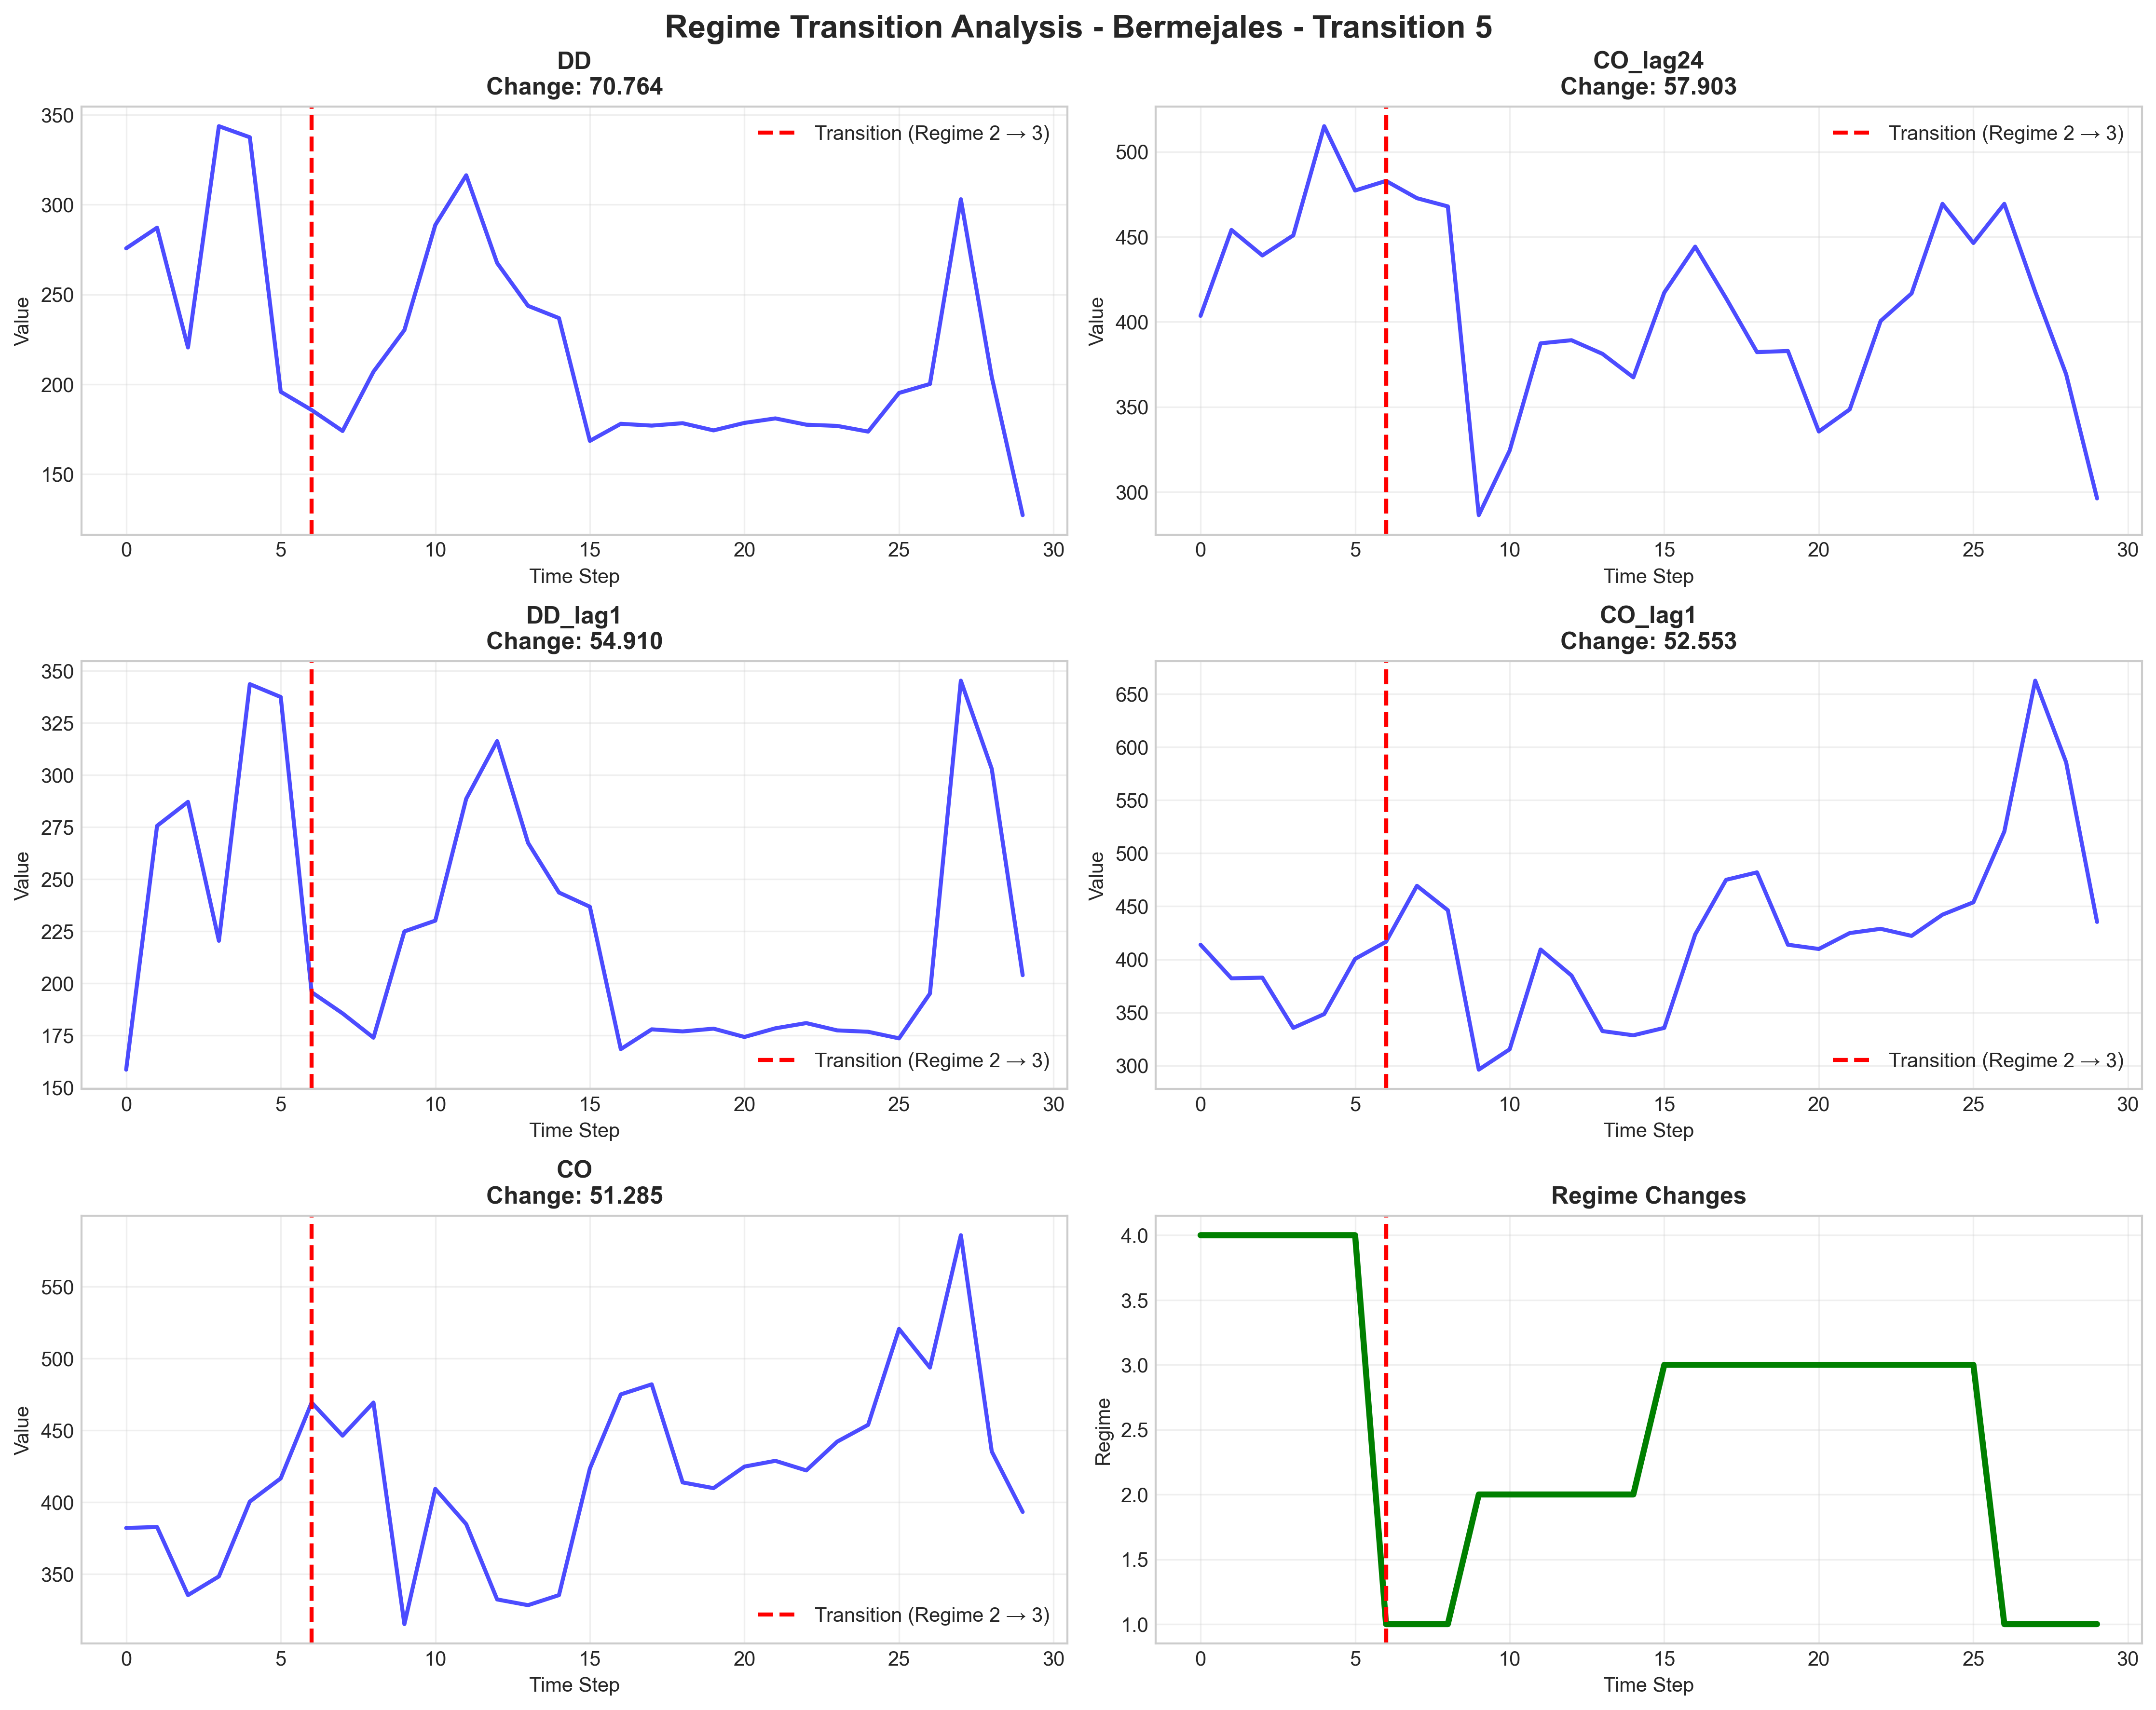 Regime Transition Analysis - Bermejales - Transition 5
DD
Change: 70.764
350
300
250
200
150
Value
0 5 10 15 20 25 30
Time Step
Transition (Regime 2 → 3)
CO_lag24
Change: 57.903
500
450
400
350
300
Value
0 5 10 15 20 25 30
Time Step
Transition (Regime 2 → 3)
DD_lag1
Change: 54.910
350
325
300
275
250
225
200
175
150
Value
0 5 10 15 20 25 30
Time Step
Transition (Regime 2 → 3)
CO_lag1
Change: 52.553
650
600
550
500
450
400
350
300
Value
0 5 10 15 20 25 30
Time Step
Transition (Regime 2 → 3)
CO
Change: 51.285
550
500
450
400
350
Value
0 5 10 15 20 25 30
Time Step
Transition (Regime 2 → 3)
Regime Changes
4.0
3.5
3.0
2.5
2.0
1.5
1.0
Regime
0 5 10 15 20 25 30
Time Step